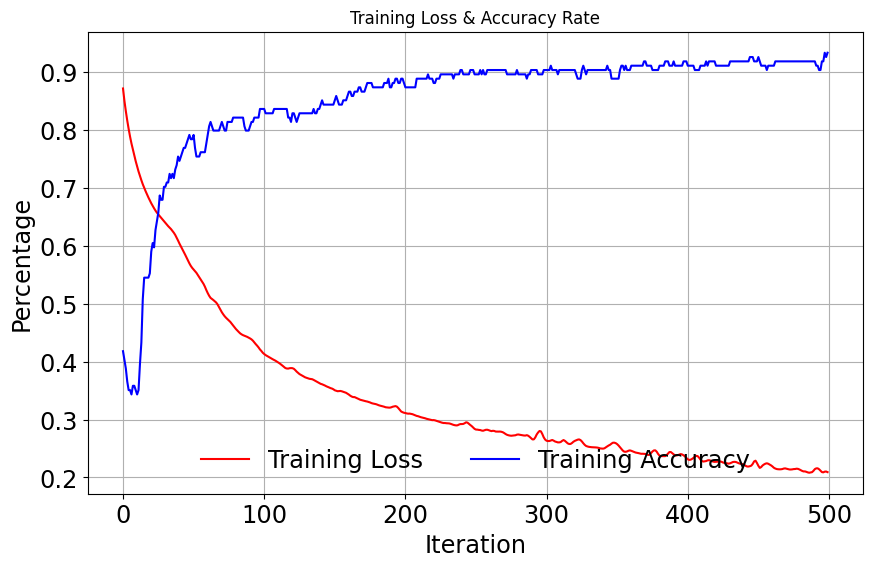 Training Loss & Accuracy Rate
Percentage
0.9
0.8
0.7
0.6
0.5
0.4
0.3
0.2
Training Loss Training Accuracy
0 100 200 300 400 500
Iteration